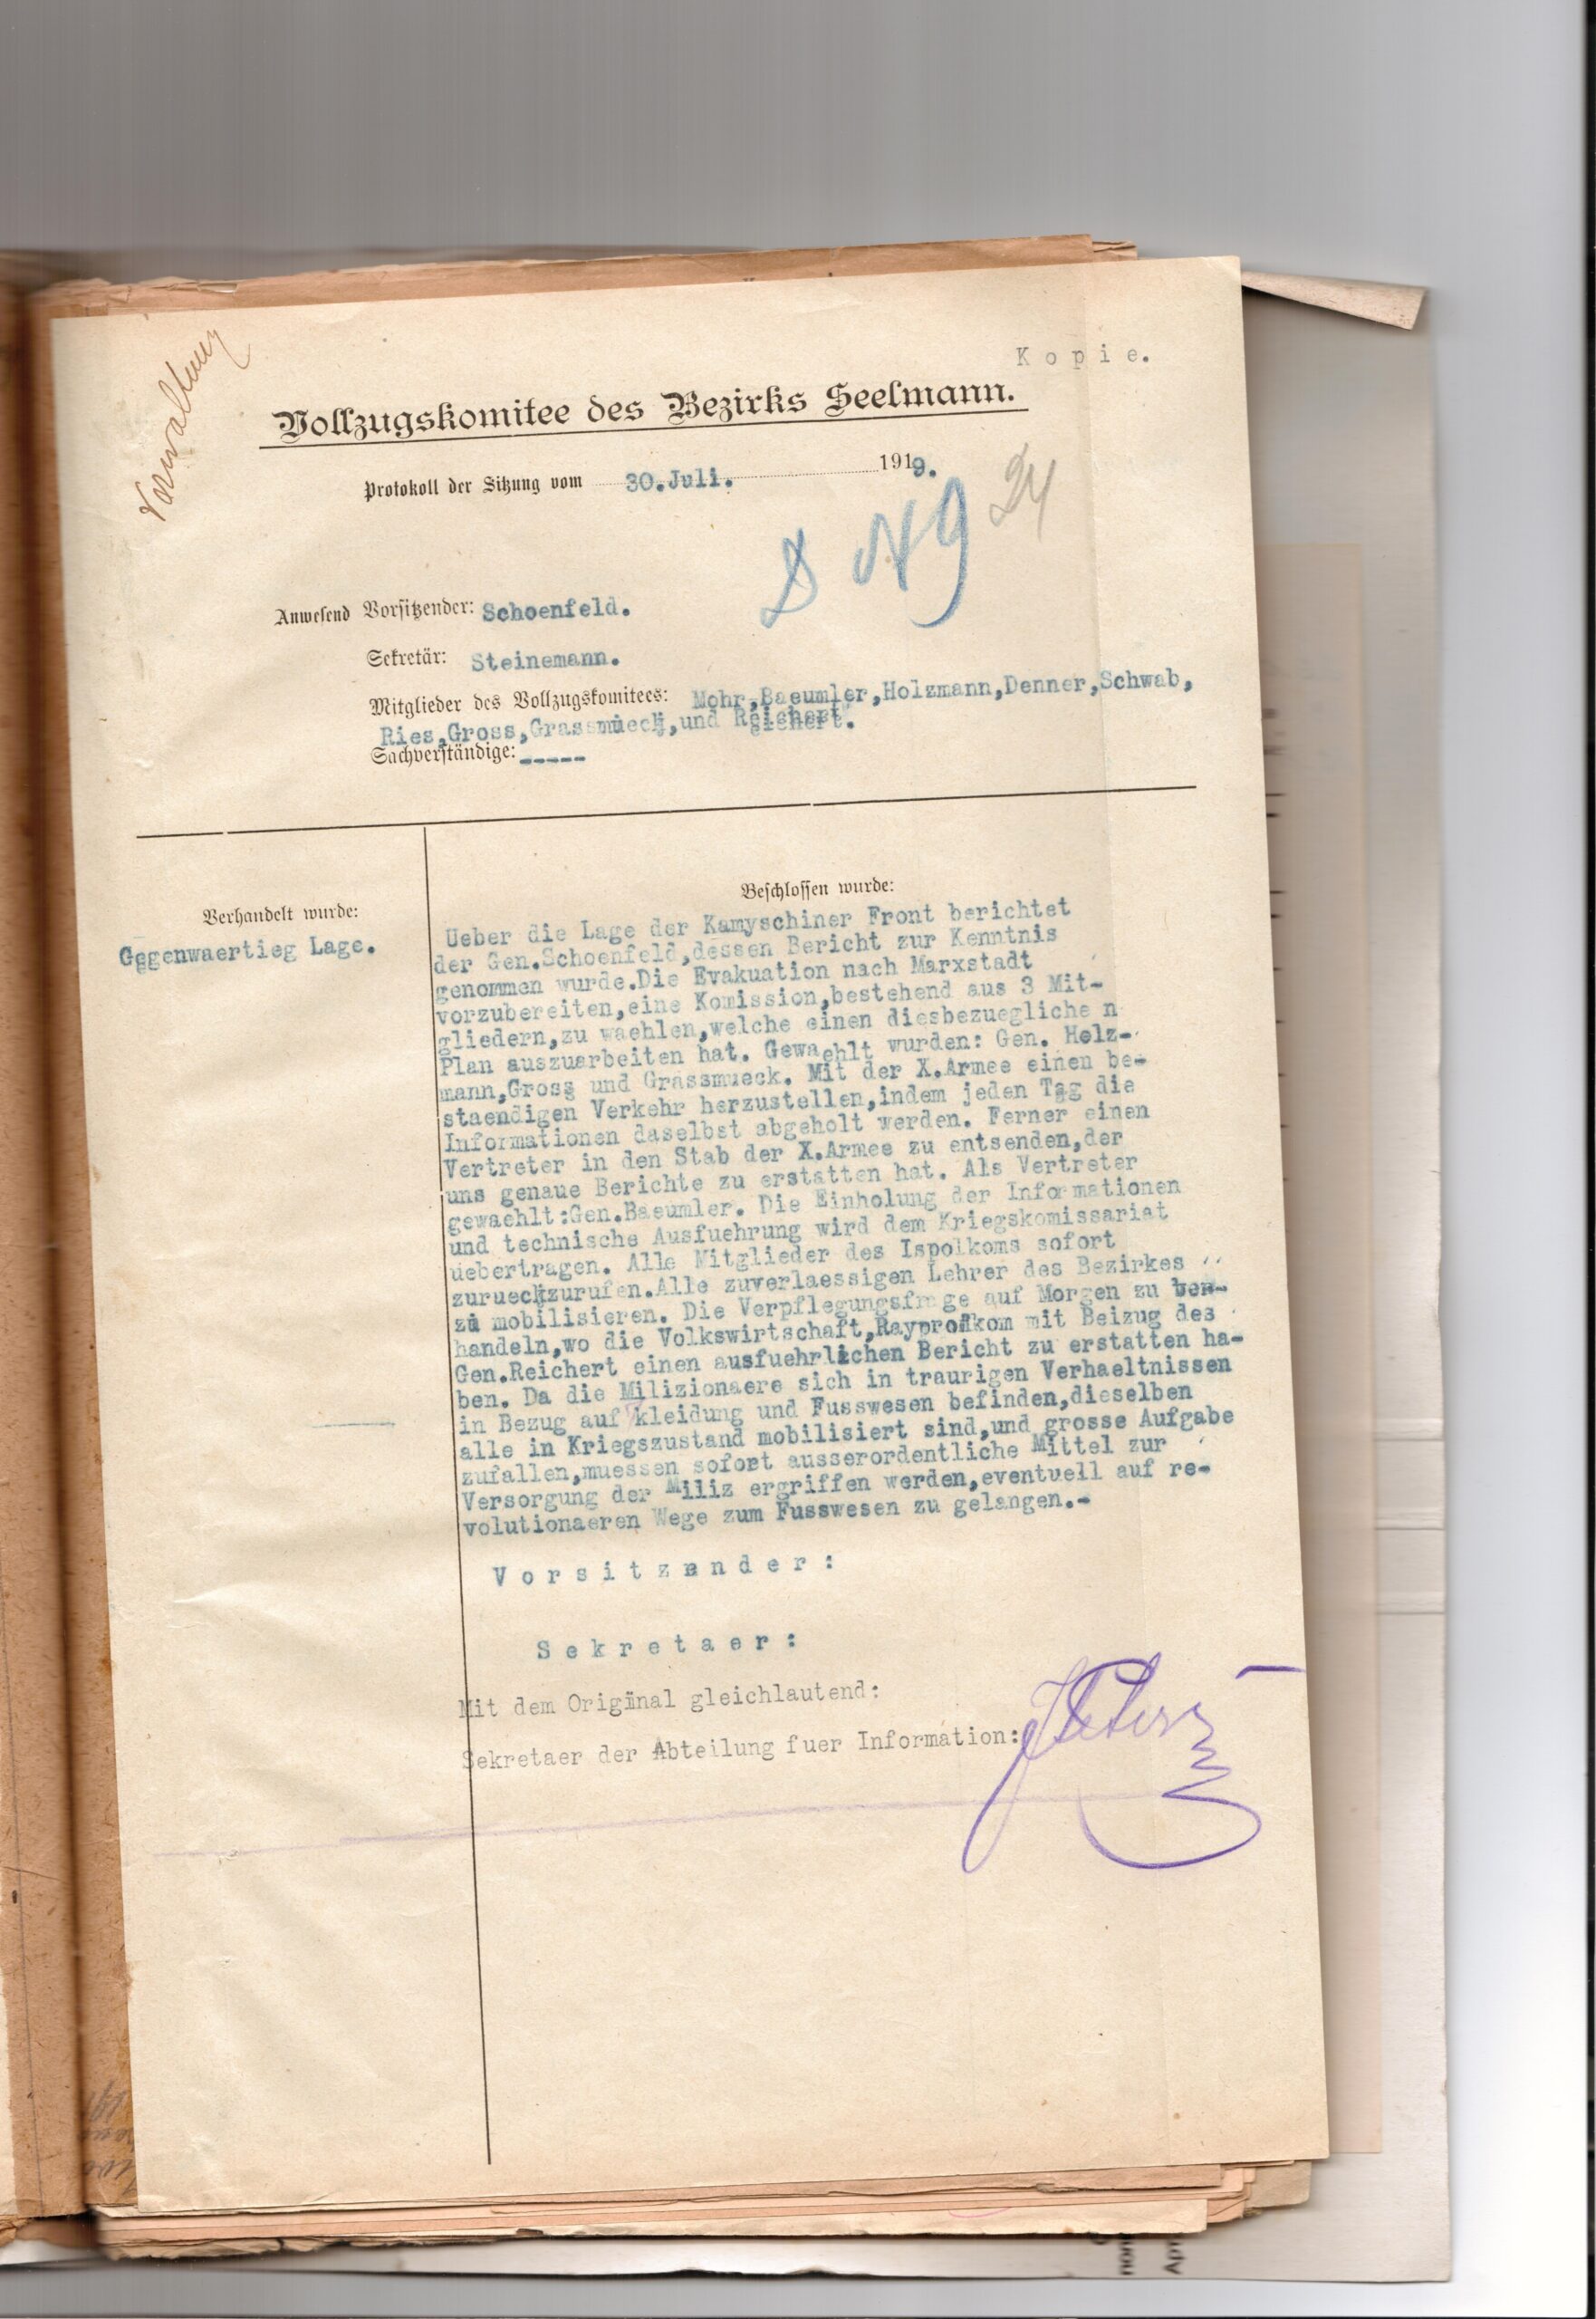 Kopie.
Verwaltung
Vollzugskomitee des Bezirks Seelmann.
Protokoll der Sitzung vom 30.Juli. 1919.
24
D N 9
Anwesend Vorsitzender: Schoenfeld.
Sekretär: Steinemann.
Mitglieder des Vollzugskomitees: Mohr,Baeumler,Holzmann,Denner,Schwab,
Ries,Gross,Grassmueck,und Reichert.
Sachverständige:-----
Verhandelt wurde:
Gegenwaertieg Lage.
Beschlossen wurde:
Ueber die Lage der Kamyschiner Front berichtet
der Gen.Schoenfeld,dessen Bericht zur Kenntnis
genommen wurde.Die Evakuation nach Marxstadt
vorzubereiten,eine Komission,bestehend aus 3 Mit-
gliedern,zu waehlen,welche einen diesbezuegliche n
Plan auszuarbeiten hat. Gewaehlt wurden: Gen. Holz-
mann,Gross und Grassmueck. Mit der X.Armee einen be-
staendigen Verkehr herzustellen,indem jeden Tag die
Informationen daselbst abgeholt werden. Ferner einen
Vertreter in den Stab der X.Armee zu entsenden,der
uns genaue Berichte zu erstatten hat. Als Vertreter
gewaehlt:Gen.Baeumler. Die Einholung der Informationen
und technische Ausfuehrung wird dem Kriegskomissariat
uebertragen. Alle Mitglieder des Ispolkoms sofort
zurueckzurufen.Alle zuverlaessigen Lehrer des Bezirkes
zu mobilisieren. Die Verpflegungsfrage auf Morgen zu ver-
handeln,wo die Volkswirtschaft,Rayprodkom mit Beizug des
Gen.Reichert einen ausfuehrlichen Bericht zu erstatten ha-
ben. Da die Milizionaere sich in traurigen Verhaeltnissen
in Bezug auf kleidung und Fusswesen befinden,dieselben
alle in Kriegszustand mobilisiert sind,und grosse Aufgabe
zufallen,muessen sofort ausserordentliche Mittel zur
Versorgung der Miliz ergriffen werden,eventuell auf re-
volutionaeren Wege zum Fusswesen zu gelangen.-
Vorsitzender:
Sekretaer:
Mit dem Original gleichlautend:
Sekretaer der Abteilung fuer Information: